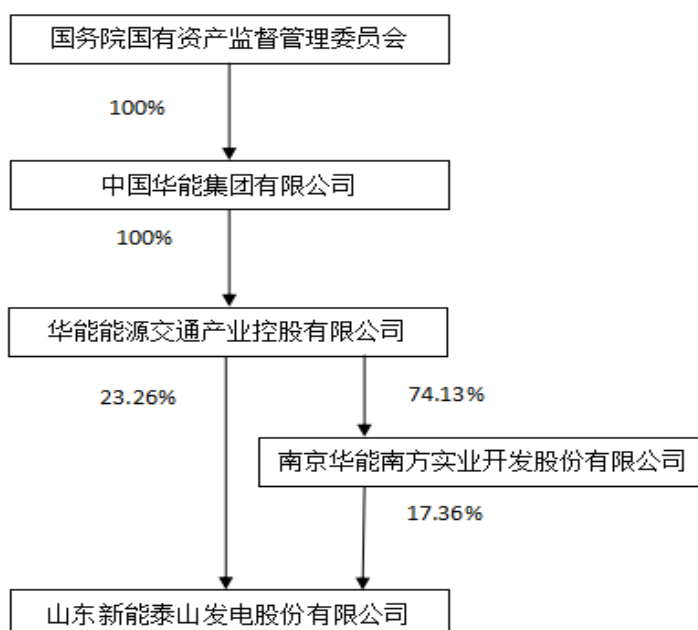 国务院国有资产监督管理委员会
100%
中国华能集团有限公司
100%
华能能源交通产业控股有限公司
23.26%
74.13%
南京华能南方实业开发股份有限公司
17.36%
山东新能泰山发电股份有限公司